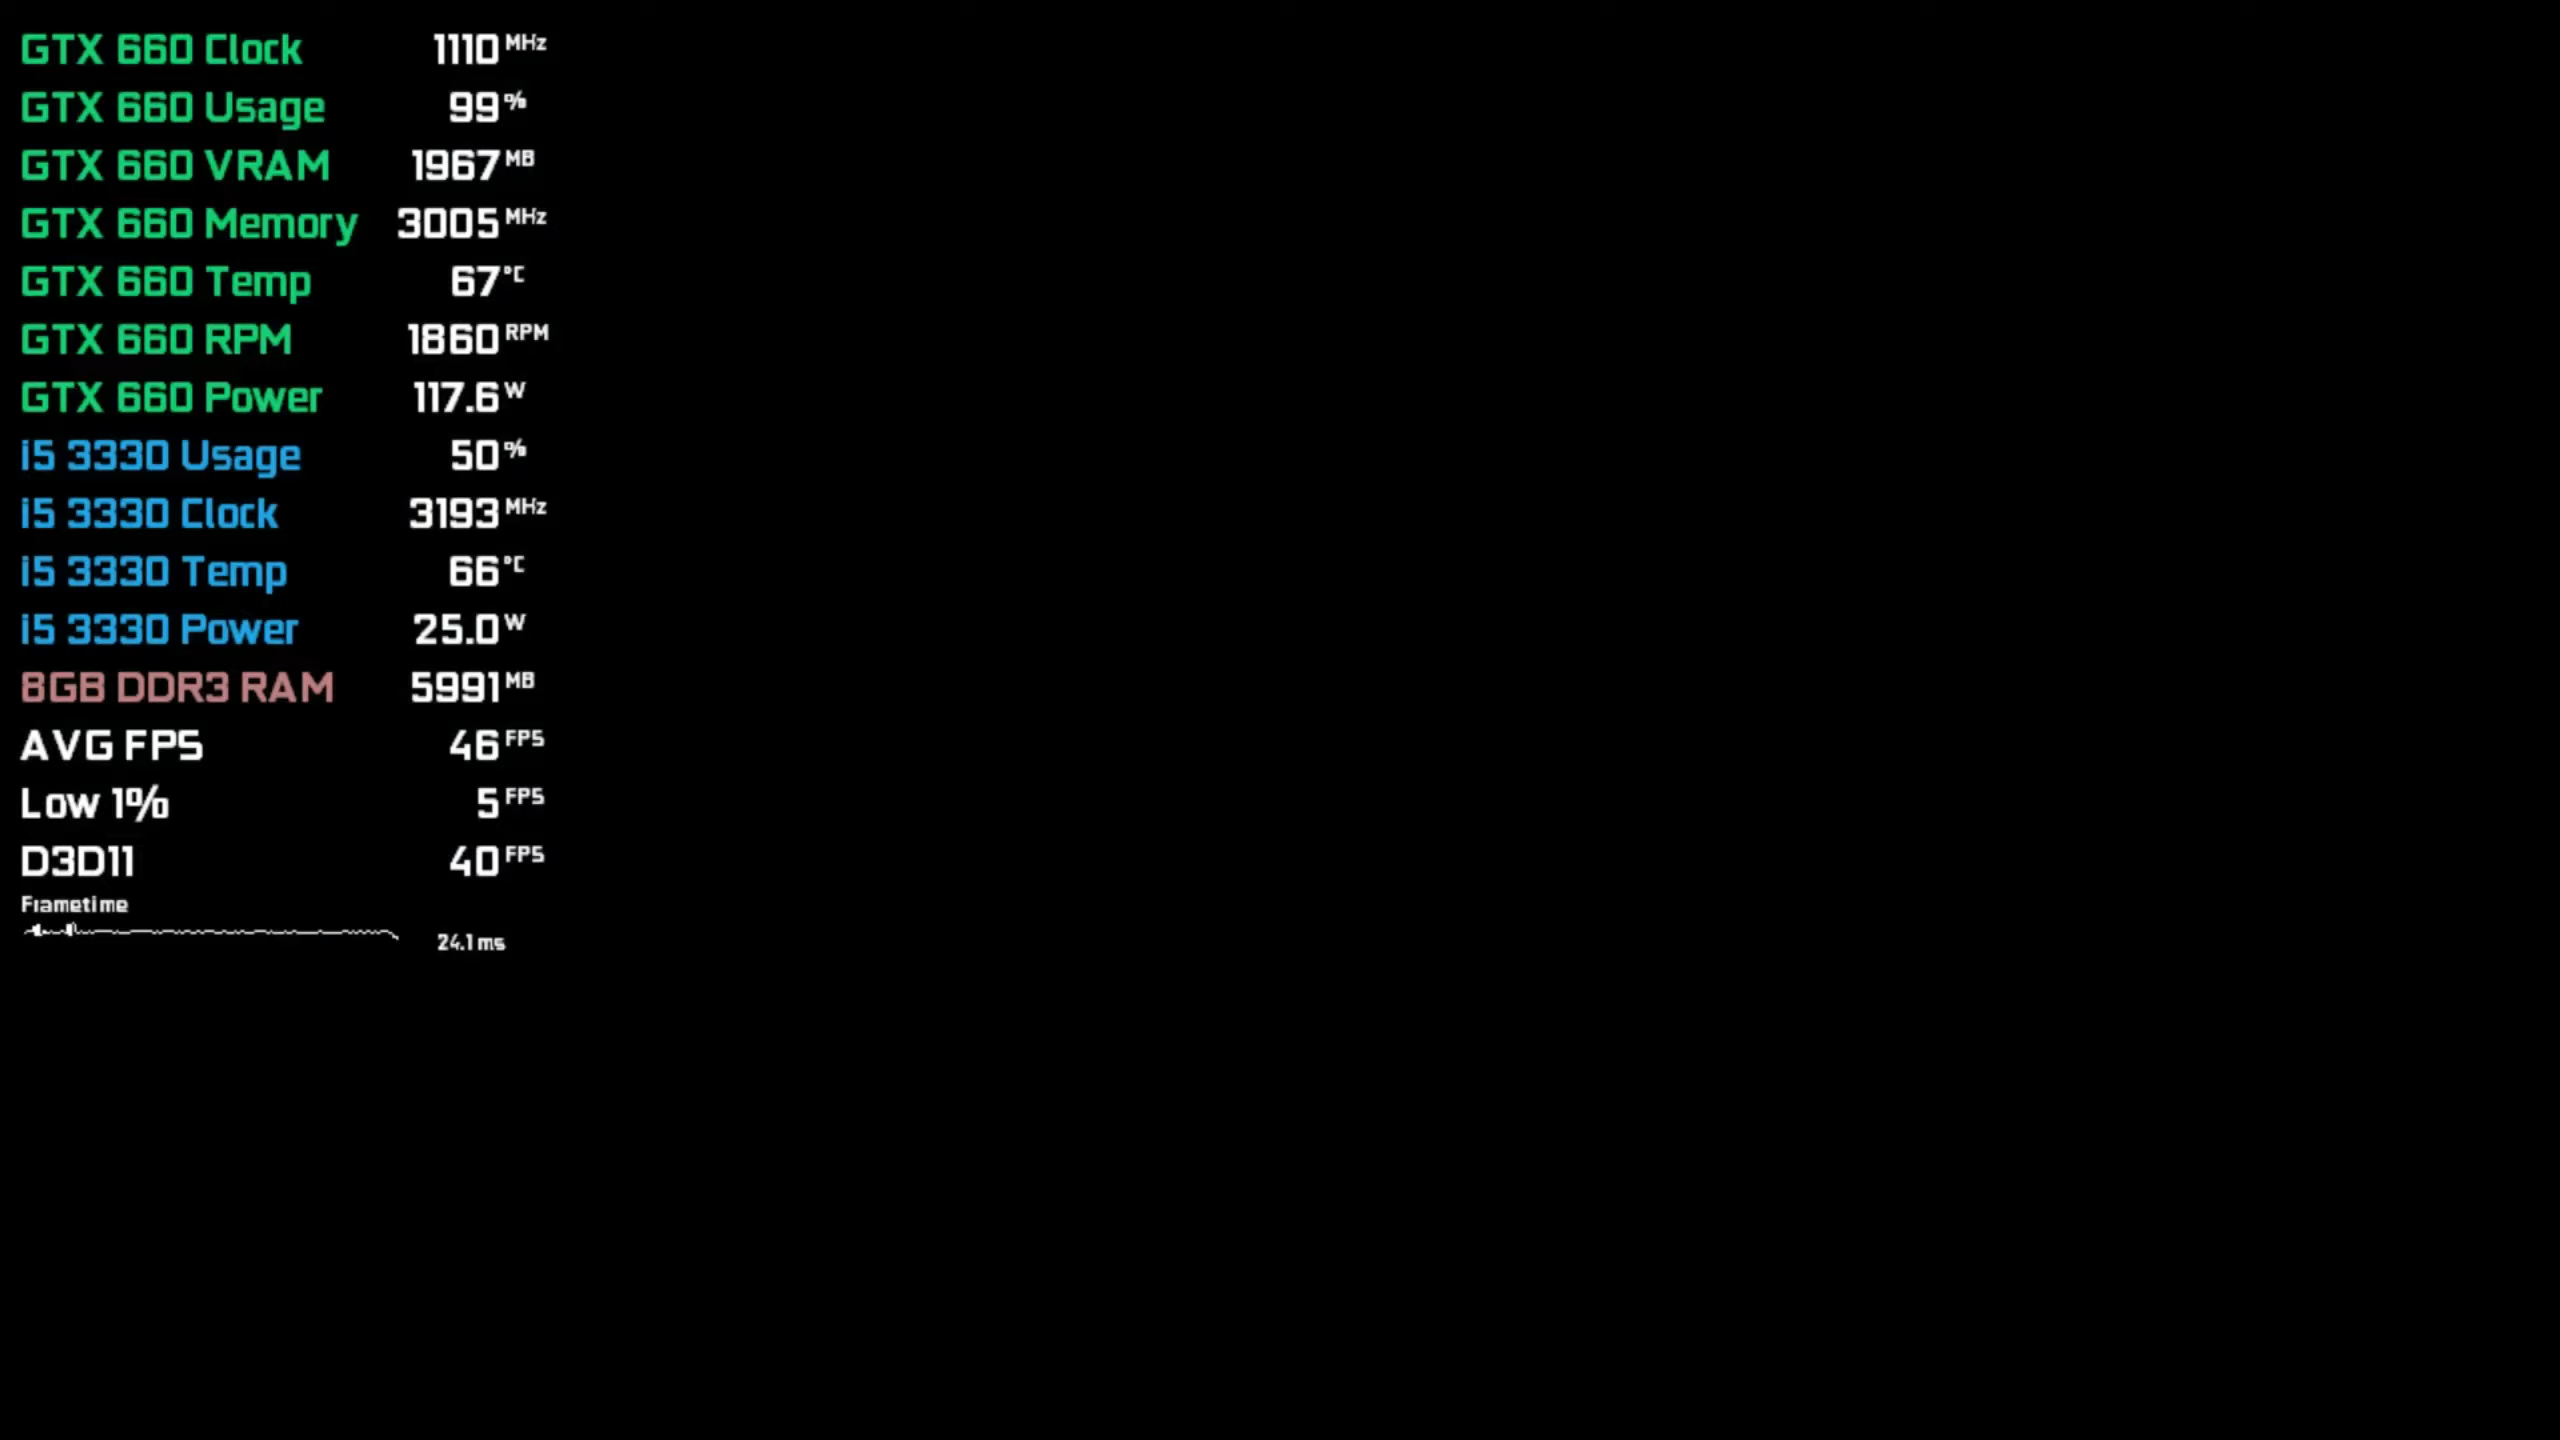 GTX 660 Clock 1110 MHz
GTX 660 Usage 99 %
GTX 660 VRAM 1967 MB
GTX 660 Memory 3005 MHz
GTX 660 Temp 67 °C
GTX 660 RPM 1860 RPM
GTX 660 Power 117.6 W
i5 3330 Usage 50 %
i5 3330 Clock 3193 MHz
i5 3330 Temp 66 °C
i5 3330 Power 25.0 W
8GB DDR3 RAM 5991 MB
AVG FPS 46 FPS
Low 1% 5 FPS
D3D11 40 FPS
Frametime
24.1 ms